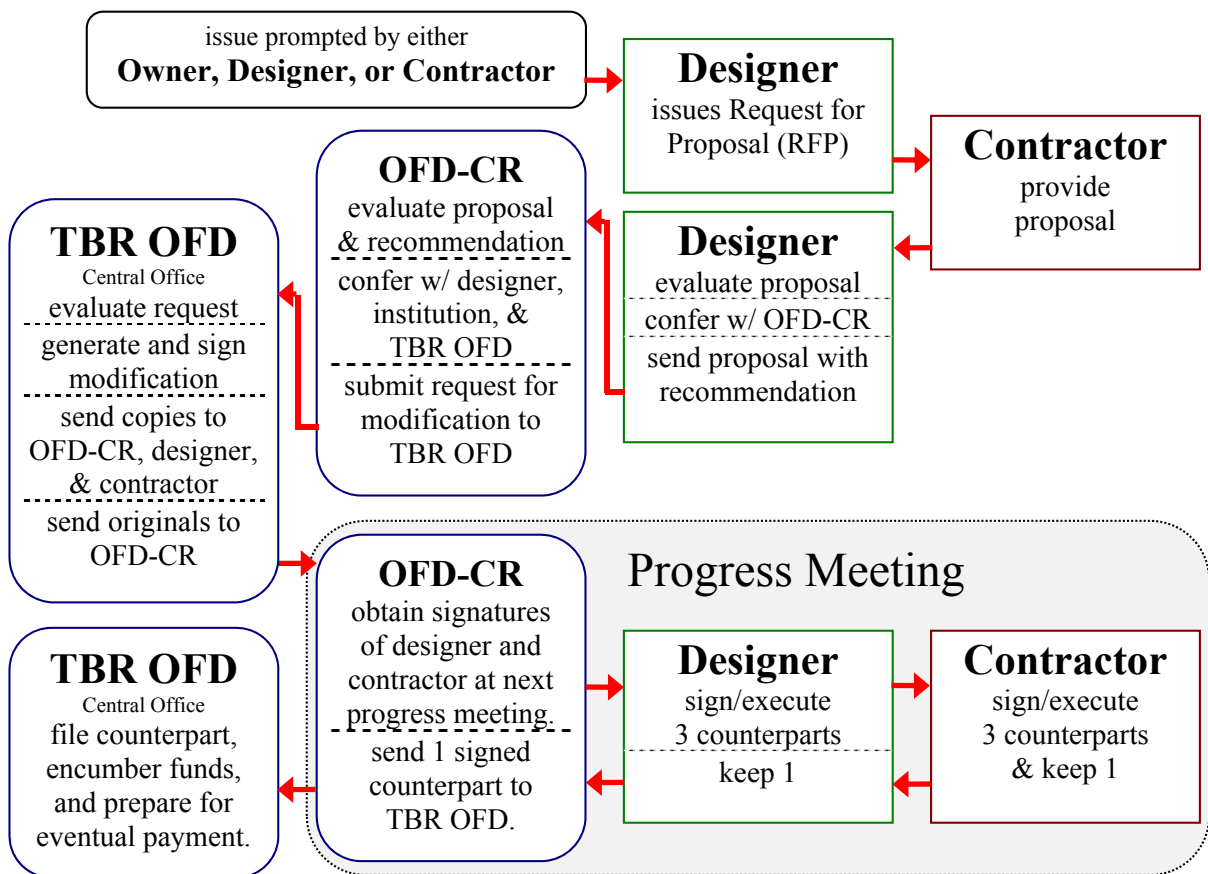 issue prompted by either
Owner, Designer, or Contractor
Designer
issues Request for
Proposal (RFP)
Contractor
provide
proposal
Designer
evaluate proposal
confer w/ OFD-CR
send proposal with
recommendation
OFD-CR
evaluate proposal
& recommendation
confer w/ designer,
institution, &
TBR OFD
submit request for
modification to
TBR OFD
TBR OFD
Central Office
evaluate request
generate and sign
modification
send copies to
OFD-CR, designer,
& contractor
send originals to
OFD-CR
Progress Meeting
OFD-CR
obtain signatures
of designer and
contractor at next
progress meeting.
send 1 signed
counterpart to
TBR OFD.
Designer
sign/execute
3 counterparts
keep 1
Contractor
sign/execute
3 counterparts
& keep 1
TBR OFD
Central Office
file counterpart,
encumber funds,
and prepare for
eventual payment.